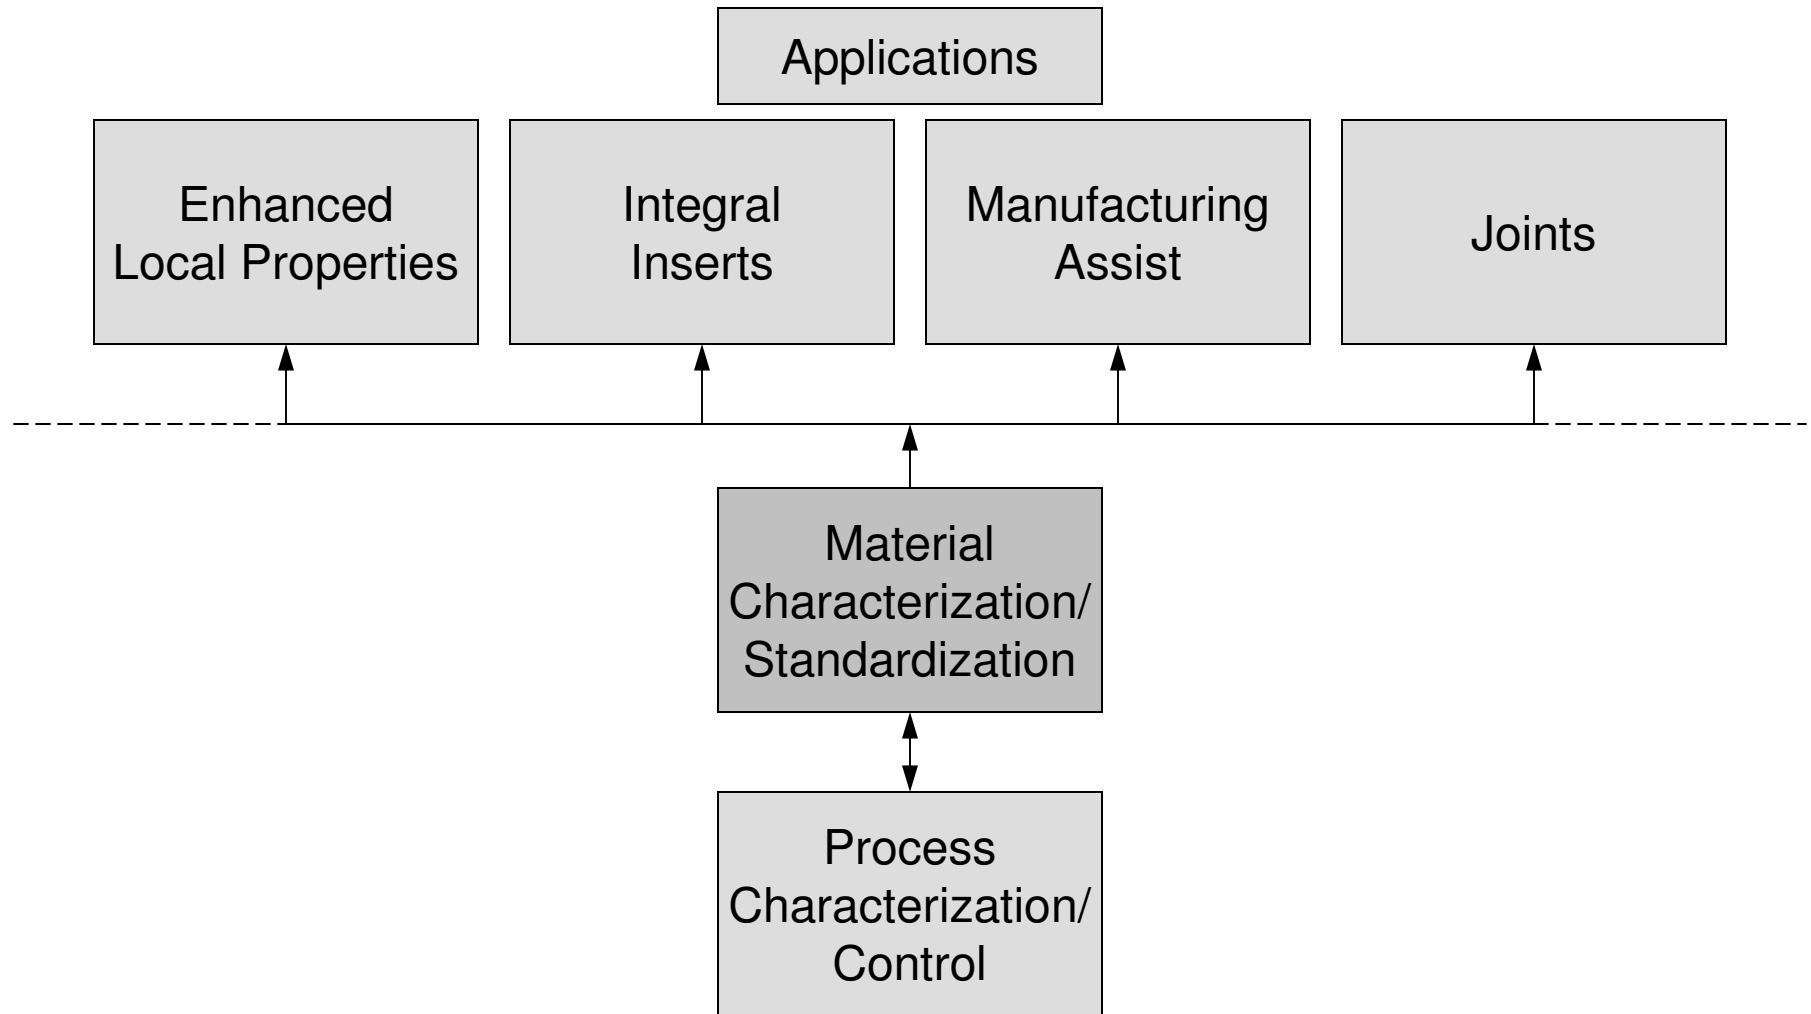 Applications
Enhanced
Local Properties
Integral
Inserts
Manufacturing
Assist
Joints
Material
Characterization/
Standardization
Process
Characterization/
Control